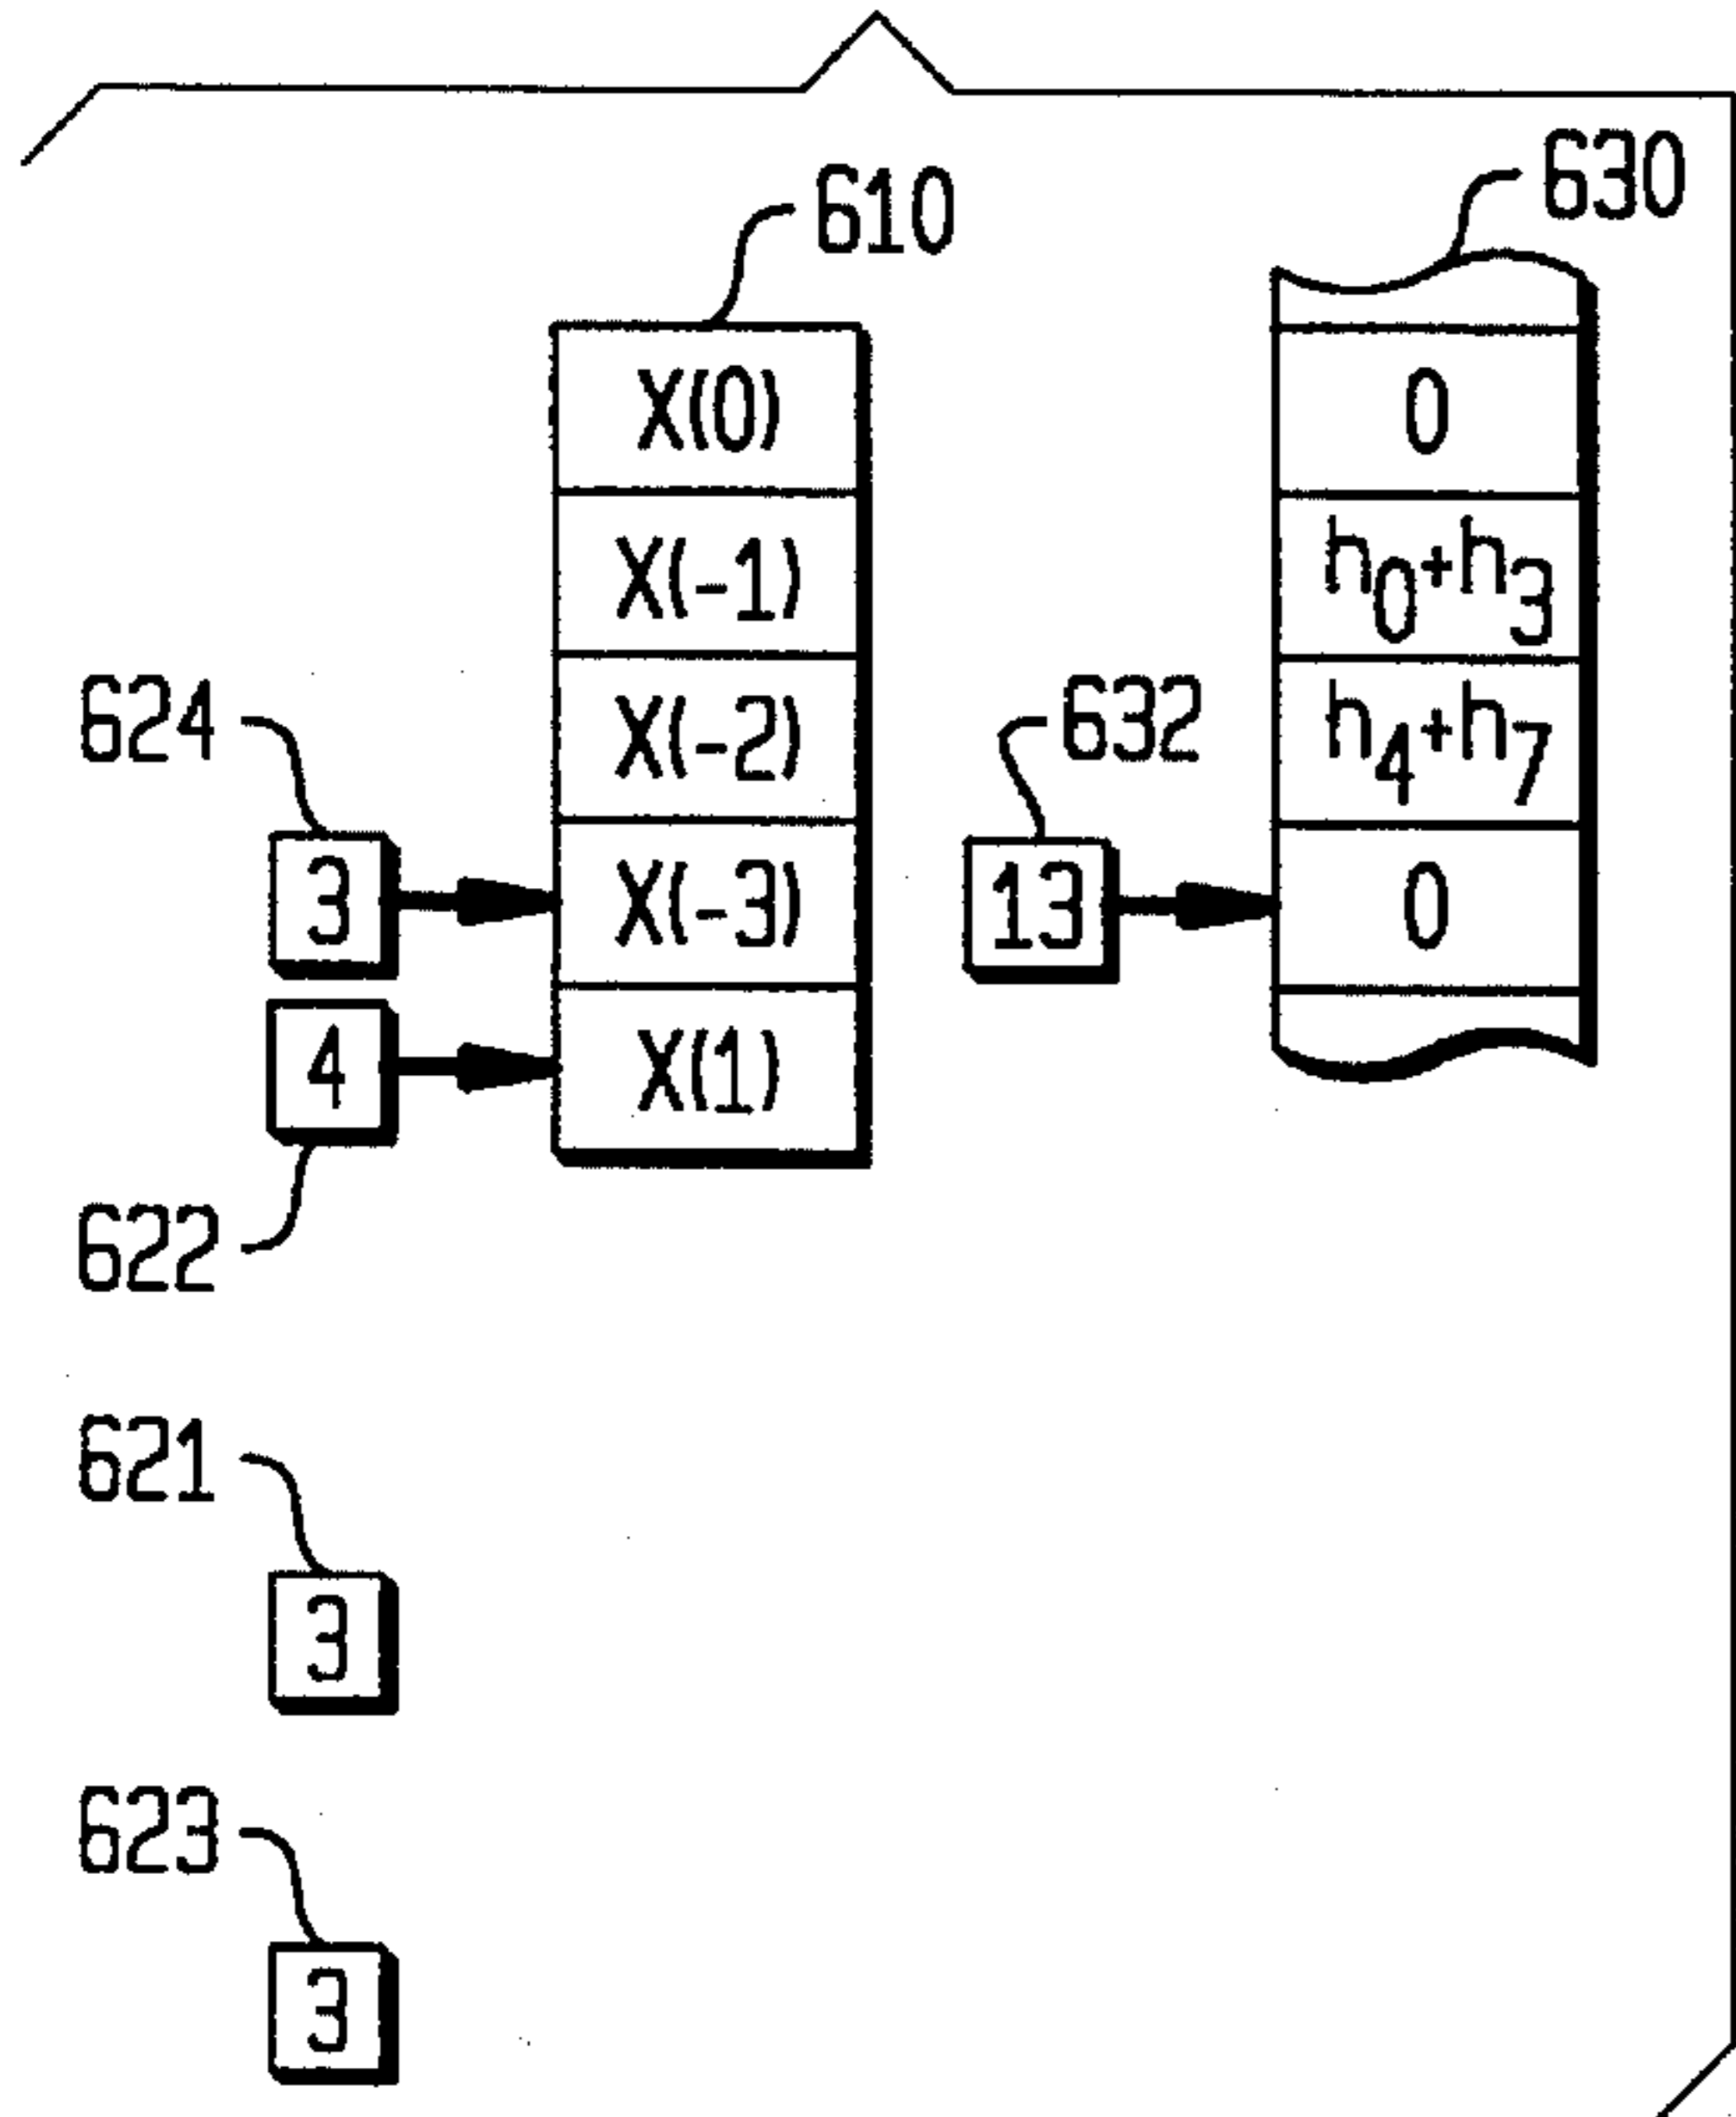 610
630
X(0)
0
X(-1)
h0+h3
624
X(-2)
632
h4+h7
3
X(-3)
13
0
4
X(1)
622
621
3
623
3